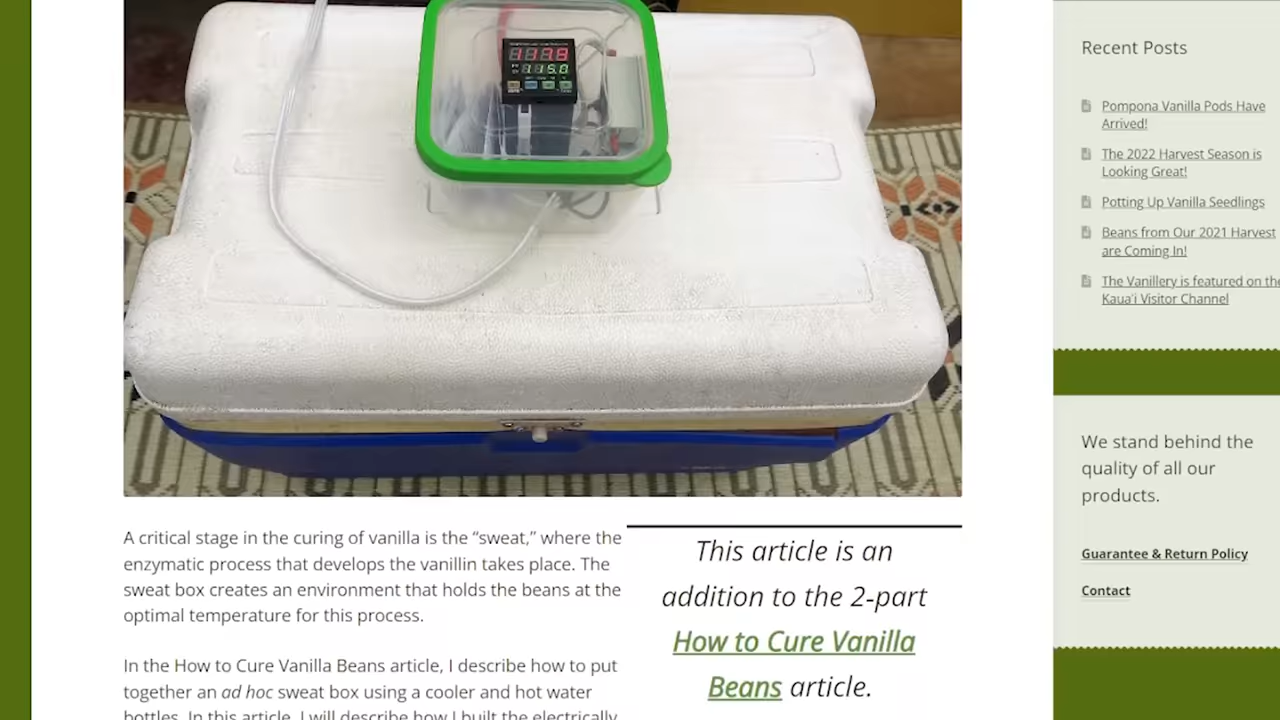 115.0
A critical stage in the curing of vanilla is the “sweat,” where the
enzymatic process that develops the vanillin takes place. The
sweat box creates an environment that holds the beans at the
optimal temperature for this process.
In the How to Cure Vanilla Beans article, I describe how to put
together an ad hoc sweat box using a cooler and hot water
bottles. In this article, I will describe how I built the electrically
This article is an
addition to the 2-part
How to Cure Vanilla
Beans article.
Recent Posts
Pompona Vanilla Pods Have
Arrived!
The 2022 Harvest Season is
Looking Great!
Potting Up Vanilla Seedlings
Beans from Our 2021 Harvest
are Coming In!
The Vanillery is featured on the
Kaua‘i Visitor Channel
We stand behind the
quality of all our
products.
Guarantee & Return Policy
Contact